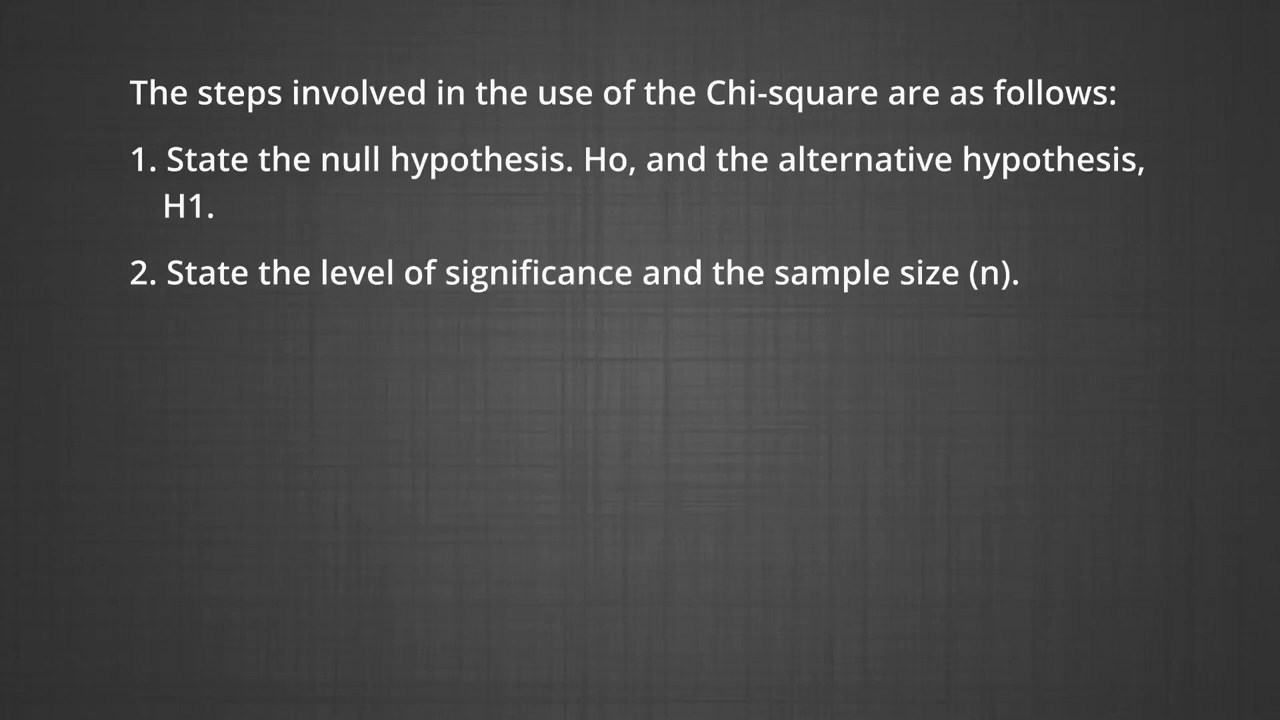 The steps involved in the use of the Chi-square are as follows:
1. State the null hypothesis. Ho, and the alternative hypothesis,
H1.
2. State the level of significance and the sample size (n).